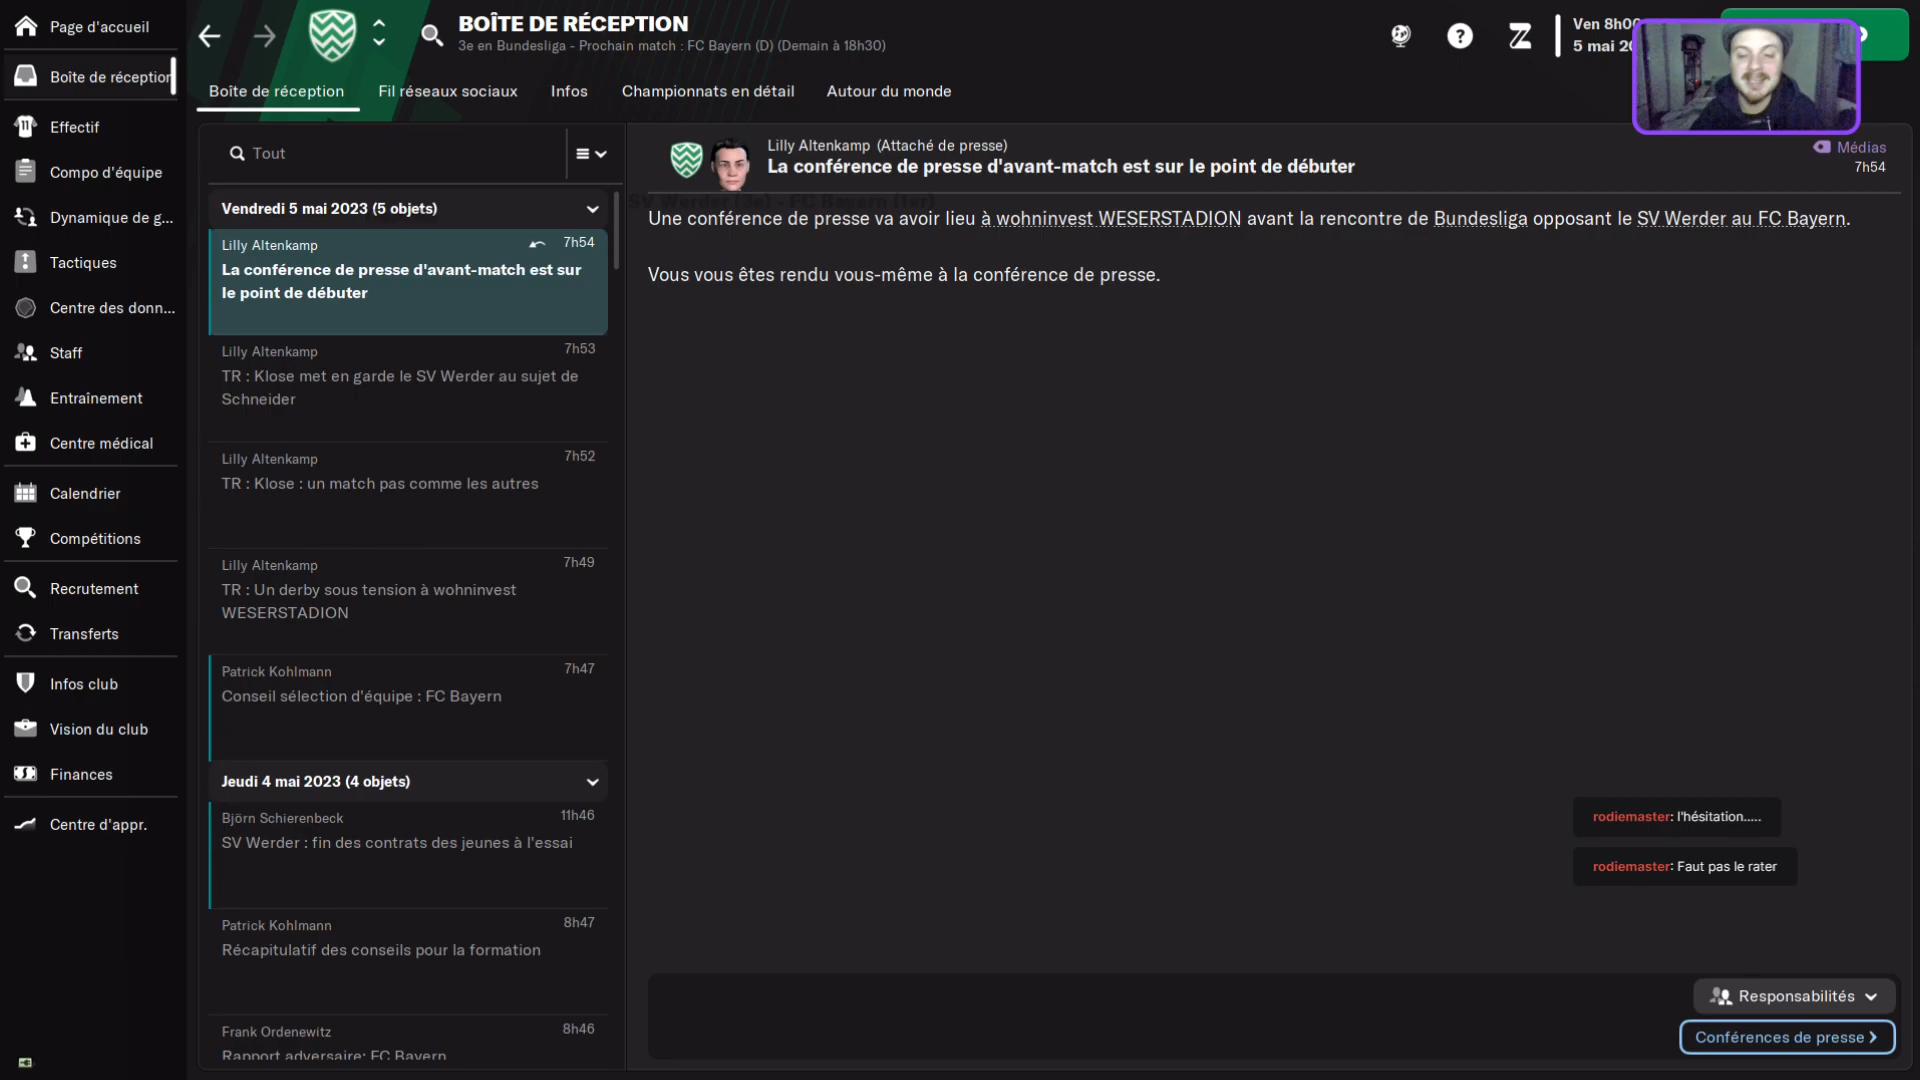 Page d'accueil
Boîte de réception
Effectif
Compo d'équipe
Dynamique de g...
Tactiques
Centre des donn...
Staff
Entraînement
Centre médical
Calendrier
Compétitions
Recrutement
Transferts
Infos club
Vision du club
Finances
Centre d'appr.
BOÎTE DE RÉCEPTION
3e en Bundesliga - Prochain match : FC Bayern (D) (Demain à 18h30)
Ven 8h00
5 mai
Boîte de réception
Fil réseaux sociaux
Infos
Championnats en détail
Autour du monde
Tout
Vendredi 5 mai 2023 (5 objets)
Lilly Altenkamp 7h54
La conférence de presse d'avant-match est sur
le point de débuter
Lilly Altenkamp 7h53
TR : Klose met en garde le SV Werder au sujet de
Schneider
Lilly Altenkamp 7h52
TR : Klose : un match pas comme les autres
Lilly Altenkamp 7h49
TR : Un derby sous tension à wohninvest
WESERSTADION
Patrick Kohlmann 7h47
Conseil sélection d'équipe : FC Bayern
Jeudi 4 mai 2023 (4 objets)
Björn Schierenbeck 11h46
SV Werder : fin des contrats des jeunes à l'essai
Patrick Kohlmann 8h47
Récapitulatif des conseils pour la formation
Frank Ordenewitz 8h46
Rapport adversaire: FC Bayern
Lilly Altenkamp (Attaché de presse)
La conférence de presse d'avant-match est sur le point de débuter
Médias
7h54
SV Werder (3e) - FC Bayern (1er)
Une conférence de presse va avoir lieu à wohninvest WESERSTADION avant la rencontre de Bundesliga opposant le SV Werder au FC Bayern.
Vous vous êtes rendu vous-même à la conférence de presse.
rodiemaster: l'hésitation.....
rodiemaster: Faut pas le rater
Responsabilités
Conférences de presse